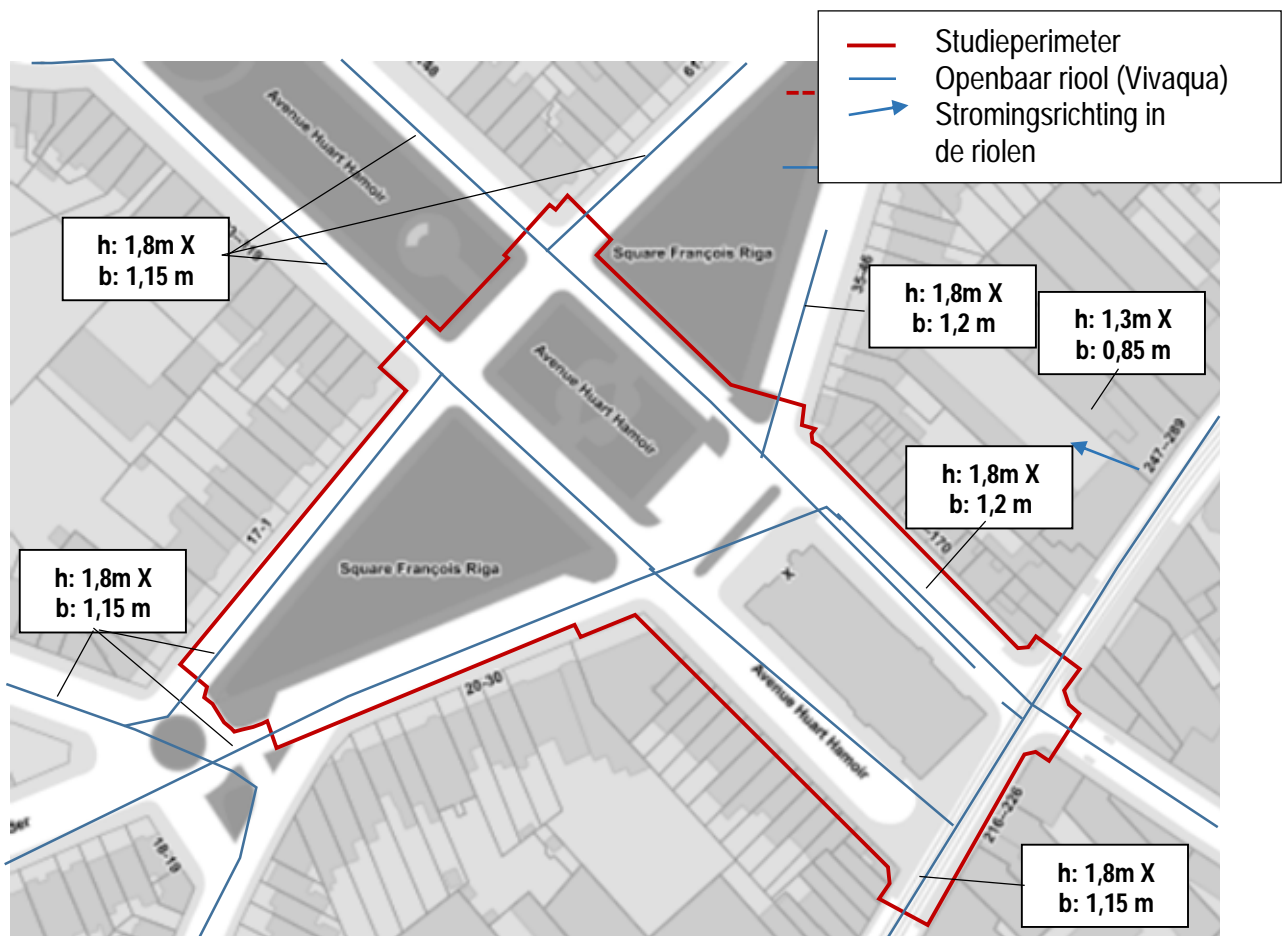 Studieperimeter
Openbaar riool (Vivaqua)
Stromingsrichting in
de riolen
Avenue Huart Hamoir
h: 1,8m X
b: 1,15 m
Square François Riga
35-46
h: 1,8m X
b: 1,2 m
h: 1,3m X
b: 0,85 m
Avenue Huart Hamoir
247–289
h: 1,8m X
b: 1,2 m
17-1
Square François Riga
h: 1,8m X
b: 1,15 m
20-30
Avenue Huart Hamoir
216–226
18-19
h: 1,8m X
b: 1,15 m